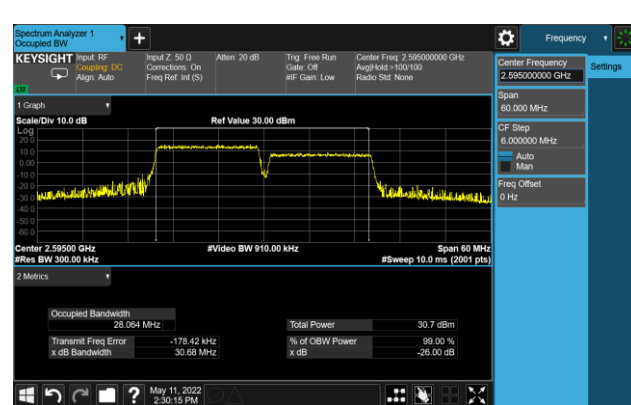 Spectrum Analyzer 1
Occupied BW
Frequency
KEYSIGHT
Input: RF
Coupling: DC
Align: Auto
Input Z: 50 Ω
Corrections: On
Freq Ref: Int (S)
Atten: 20 dB
Trig: Free Run
Gate: Off
#IF Gain: Low
Center Freq: 2.595000000 GHz
Avg|Hold:>100/100
Radio Std: None
Center Frequency
2.595000000 GHz
Settings
Span
60.000 MHz
CF Step
6.000000 MHz
Auto
Man
Freq Offset
0 Hz
1 Graph
Scale/Div 10.0 dB
Ref Value 30.00 dBm
Log
20.0
10.0
0.00
-10.0
-20.0
-30.0
-40.0
-50.0
-60.0
Center 2.59500 GHz
#Video BW 910.00 kHz
Span 60 MHz
#Res BW 300.00 kHz
#Sweep 10.0 ms (2001 pts)
2 Metrics
Occupied Bandwidth
28.064 MHz
Total Power 30.7 dBm
Transmit Freq Error -178.42 kHz
% of OBW Power 99.00 %
x dB Bandwidth 30.68 MHz
x dB -26.00 dB
May 11, 2022
2:30:15 PM